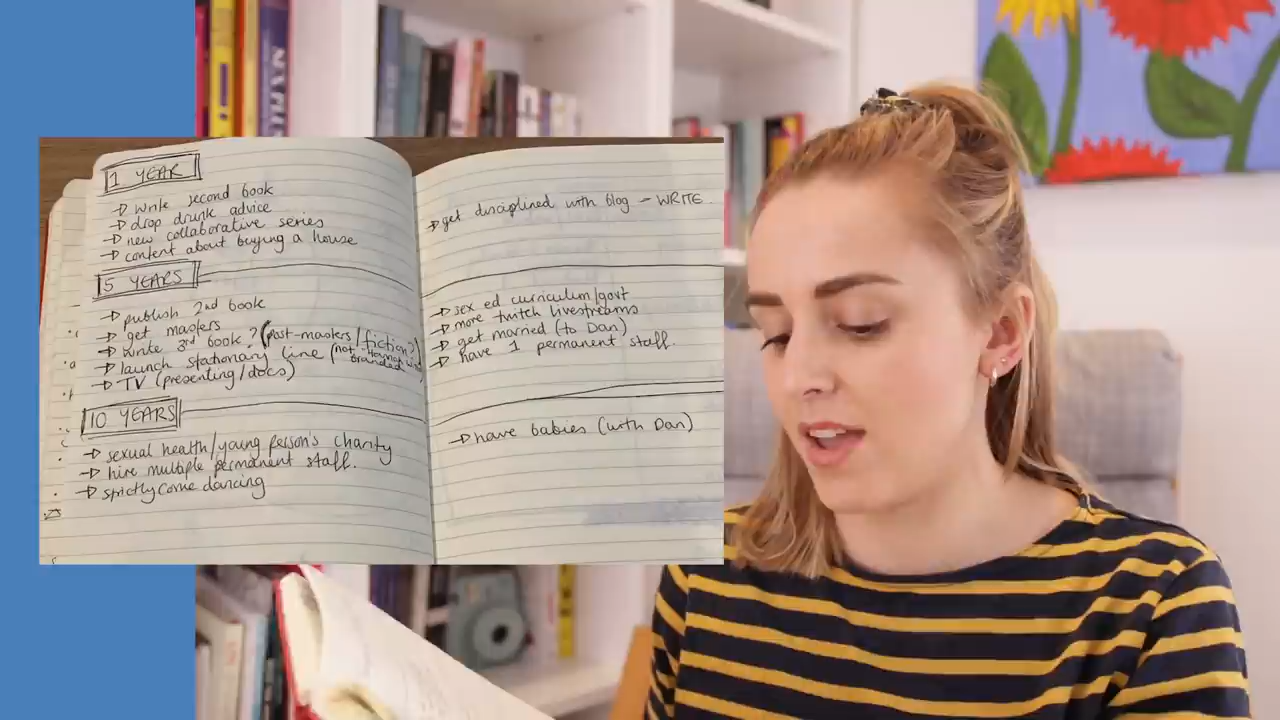 1 YEAR
→ write second book
→ drop drunk advice
→ new collaborative series
→ content about buying a house
→ get disciplined with blog – WRITE.
5 YEARS
→ publish 2nd book
→ get masters
→ write 3rd book? (post-masters/fiction?)
→ launch stationary line (not Hannah
branded)
→ TV (presenting/docs)
→ sex ed curriculum/govt
→ more twitch livestreams
→ get married (to Dan)
→ have 1 permanent staff.
10 YEARS
→ sexual health/young person's charity
→ hire multiple permanent staff.
→ strictly come dancing
→ have babies (with Dan)